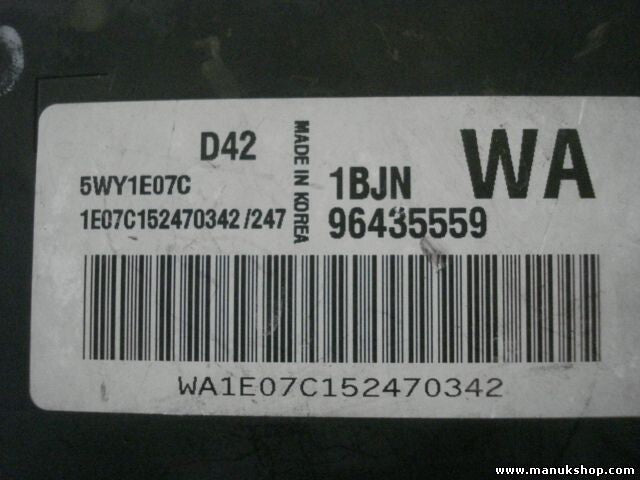 D42
5WY1E07C
1E07C152470342/247
MADE IN KOREA
1BJN
96435559
WA
WA1E07C152470342
www.manukshop.com